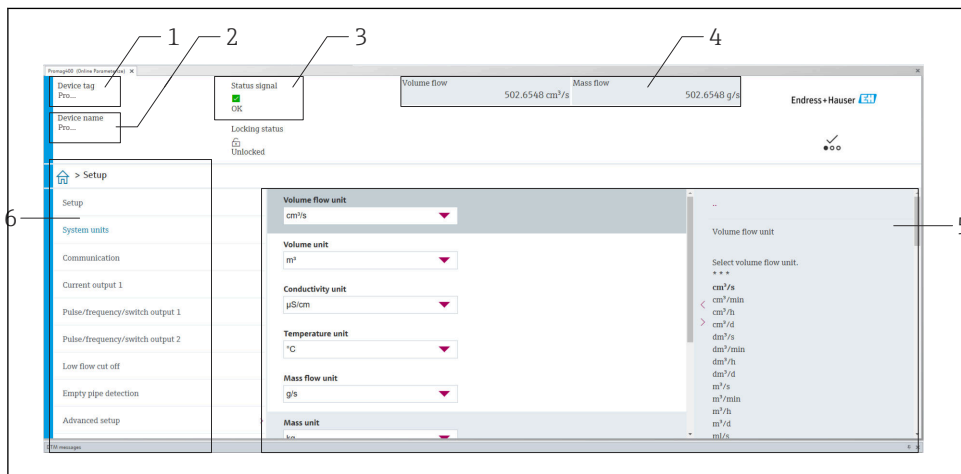 1
2
3
4
Promag400 (Online Parameterize) x
Device tag
Pro...
Device name
Pro...
Status signal
OK
Locking status
Unlocked
Volume flow
502.6548 cm³/s
Mass flow
502.6548 g/s
Endress+Hauser EH
> Setup
6
5
Setup
System units
Communication
Current output 1
Pulse/frequency/switch output 1
Pulse/frequency/switch output 2
Low flow cut off
Empty pipe detection
Advanced setup
Volume flow unit
cm³/s
Volume unit
m³
Conductivity unit
µS/cm
Temperature unit
°C
Mass flow unit
g/s
Mass unit
kg
..
Volume flow unit
Select volume flow unit.
* * *
cm³/s
cm³/min
cm³/h
cm³/d
dm³/s
dm³/min
dm³/h
dm³/d
m³/s
m³/min
m³/h
m³/d
ml/s
DTM messages